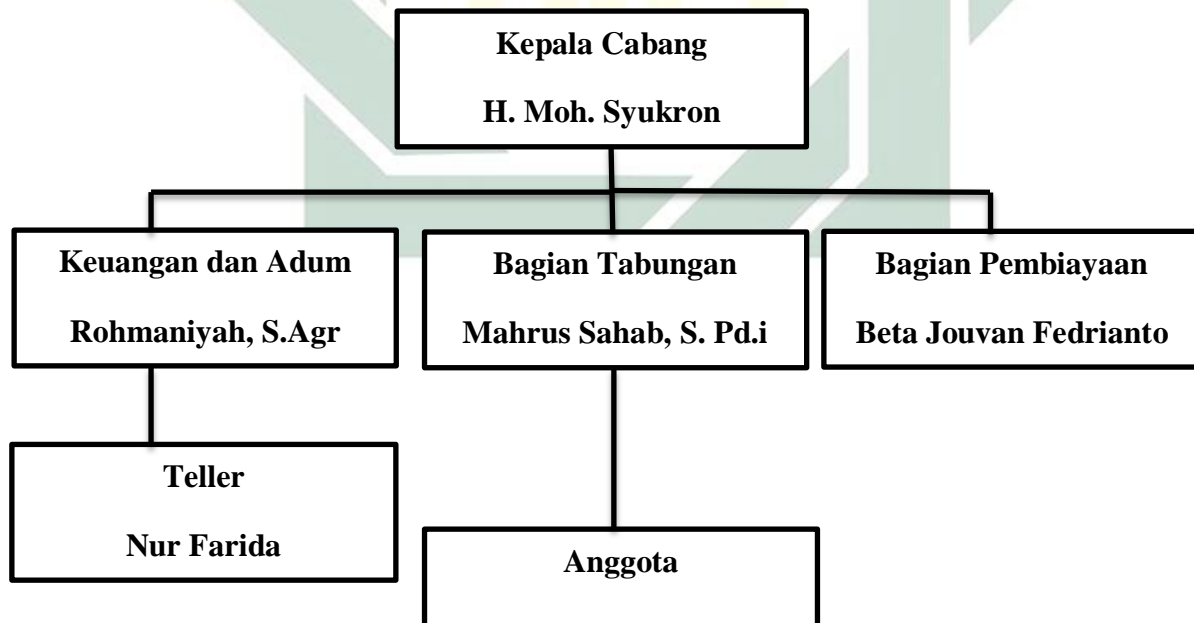 Kepala Cabang
H. Moh. Syukron
Keuangan dan Adum
Rohmaniyah, S.Agr
Bagian Tabungan
Mahrus Sahab, S. Pd.i
Bagian Pembiayaan
Beta Jouvan Fedrianto
Teller
Nur Farida
Anggota